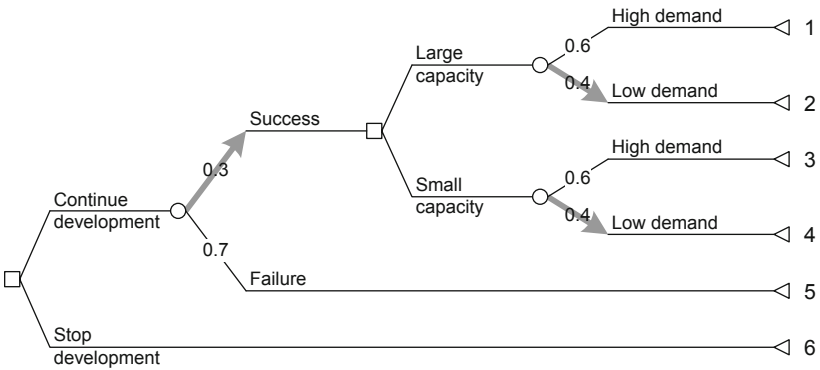 High demand
1
0.6
Large
capacity
0.4
Low demand
2
Success
High demand
3
0.6
0.3
Small
capacity
0.4
Low demand
4
Continue
development
0.7
Failure
5
Stop
development
6